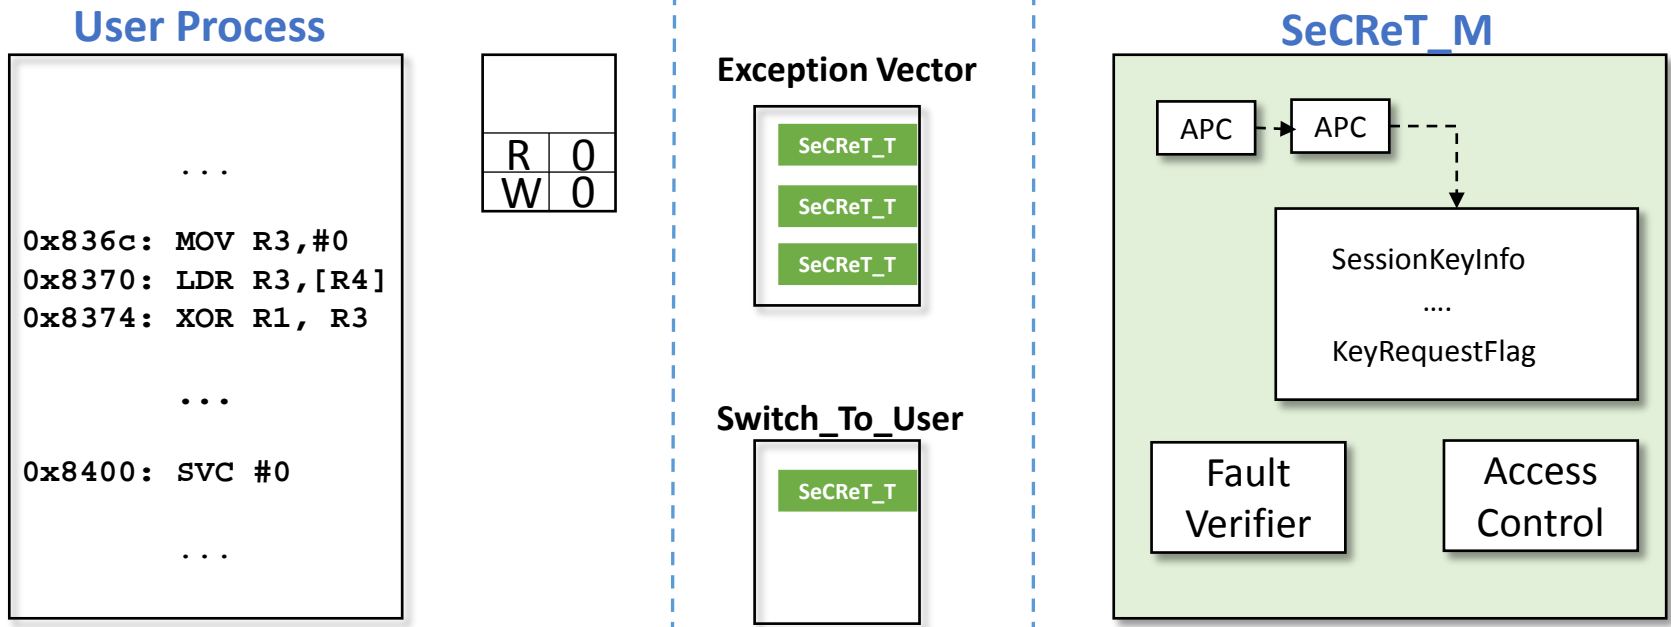 User Process
...
0x836c: MOV R3,#0
0x8370: LDR R3,[R4]
0x8374: XOR R1, R3
...
0x8400: SVC #0
...
R 0
W 0
Exception Vector
SeCReT_T
SeCReT_T
SeCReT_T
Switch_To_User
SeCReT_T
SeCReT_M
APC
APC
SessionKeyInfo
....
KeyRequestFlag
Fault
Verifier
Access
Control